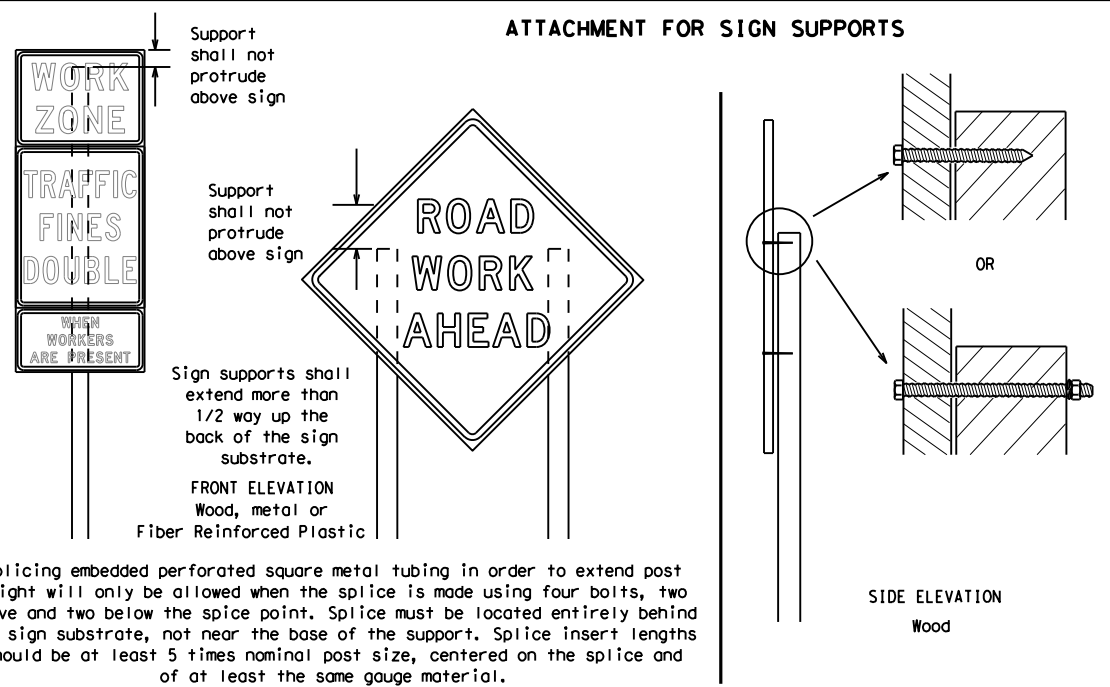 ATTACHMENT FOR SIGN SUPPORTS
Support
shall not
protrude
above sign
WORK
ZONE
TRAFFIC
FINES
DOUBLE
WHEN
WORKERS
ARE PRESENT
Support
shall not
protrude
above sign
ROAD
WORK
AHEAD
Sign supports shall
extend more than
1/2 way up the
back of the sign
substrate.
FRONT ELEVATION
Wood, metal or
Fiber Reinforced Plastic
OR
SIDE ELEVATION
Wood
embedded perforated square metal tubing in order to extend post
will only be allowed when the splice is made using four bolts, two
and two below the spice point. Splice must be located entirely behind
sign substrate, not near the base of the support. Splice insert lengths
be at least 5 times nominal post size, centered on the splice and
of at least the same gauge material.